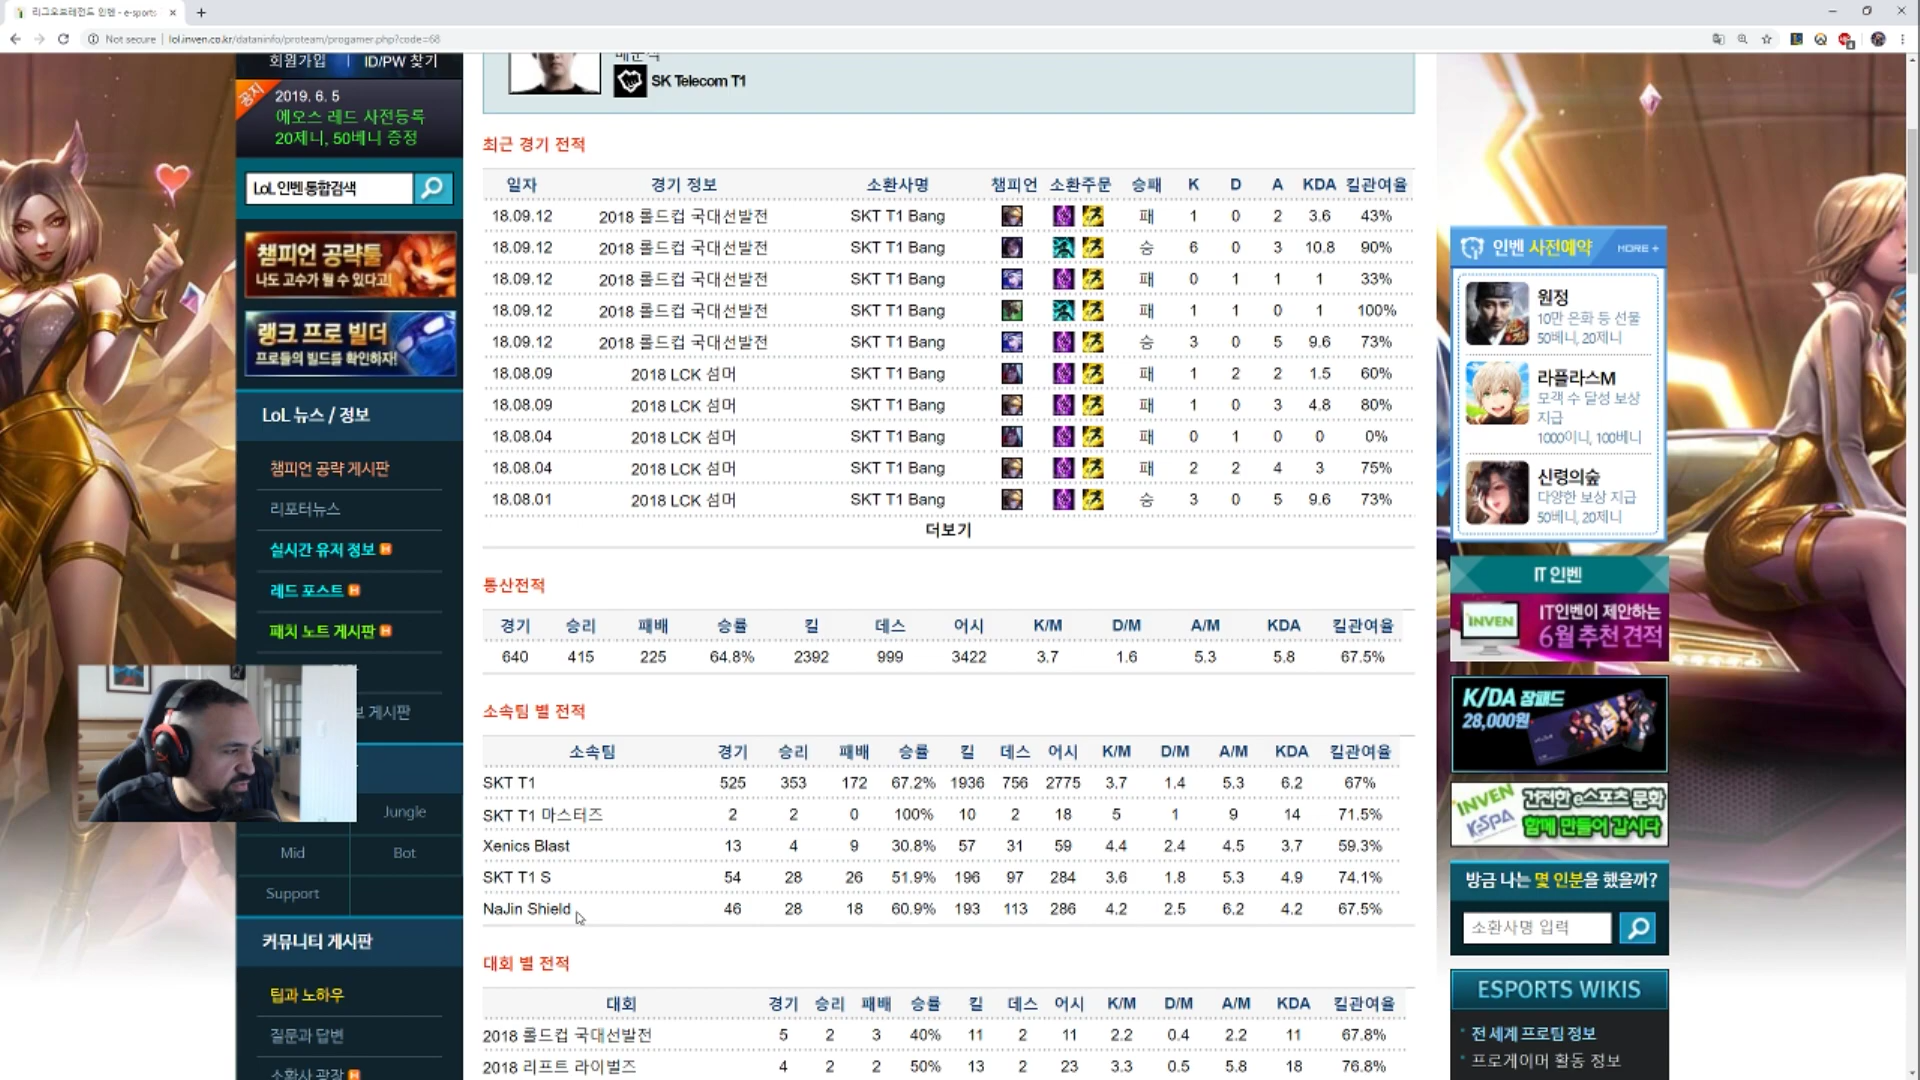 리그오브레전드 인벤 - e-sports
Not secure | lol.inven.co.kr/dataninfo/proteam/progamer.php?code=68
회원가입 | ID/PW 찾기
공지
2019. 6. 5
에오스 레드 사전등록
20제니, 50베니 증정
LoL 인벤 통합검색
챔피언 공략툴
나도 고수가 될 수 있다고!
랭크 프로 빌더
프로들의 빌드를 확인하자!
LoL 뉴스 / 정보
챔피언 공략 게시판
리포터뉴스
실시간 유저 정보
레드 포스트
패치 노트 게시판
게시판
Jungle
Mid Bot
Support
커뮤니티 게시판
팁과 노하우
질문과 답변
소환사 광장
배준식
SK Telecom T1
최근 경기 전적
일자 경기 정보 소환사명 챔피언 소환주문 승패 K D A KDA 킬관여율
18.09.12 2018 롤드컵 국대선발전 SKT T1 Bang 패 1 0 2 3.6 43%
18.09.12 2018 롤드컵 국대선발전 SKT T1 Bang 승 6 0 3 10.8 90%
18.09.12 2018 롤드컵 국대선발전 SKT T1 Bang 패 0 1 1 1 33%
18.09.12 2018 롤드컵 국대선발전 SKT T1 Bang 패 1 1 0 1 100%
18.09.12 2018 롤드컵 국대선발전 SKT T1 Bang 승 3 0 5 9.6 73%
18.08.09 2018 LCK 섬머 SKT T1 Bang 패 1 2 2 1.5 60%
18.08.09 2018 LCK 섬머 SKT T1 Bang 패 1 0 3 4.8 80%
18.08.04 2018 LCK 섬머 SKT T1 Bang 패 0 1 0 0 0%
18.08.04 2018 LCK 섬머 SKT T1 Bang 패 2 2 4 3 75%
18.08.01 2018 LCK 섬머 SKT T1 Bang 승 3 0 5 9.6 73%
더보기
통산전적
경기 승리 패배 승률 킬 데스 어시 K/M D/M A/M KDA 킬관여율
640 415 225 64.8% 2392 999 3422 3.7 1.6 5.3 5.8 67.5%
소속팀 별 전적
소속팀 경기 승리 패배 승률 킬 데스 어시 K/M D/M A/M KDA 킬관여율
SKT T1 525 353 172 67.2% 1936 756 2775 3.7 1.4 5.3 6.2 67%
SKT T1 마스터즈 2 2 0 100% 10 2 18 5 1 9 14 71.5%
Xenics Blast 13 4 9 30.8% 57 31 59 4.4 2.4 4.5 3.7 59.3%
SKT T1 S 54 28 26 51.9% 196 97 284 3.6 1.8 5.3 4.9 74.1%
NaJin Shield 46 28 18 60.9% 193 113 286 4.2 2.5 6.2 4.2 67.5%
대회 별 전적
대회 경기 승리 패배 승률 킬 데스 어시 K/M D/M A/M KDA 킬관여율
2018 롤드컵 국대선발전 5 2 3 40% 11 2 11 2.2 0.4 2.2 11 67.8%
2018 리프트 라이벌즈 4 2 2 50% 13 2 23 3.3 0.5 5.8 18 76.8%
인벤 사전예약 MORE +
원정
10만 은화 등 선물
50베니, 20제니
라플라스M
모객 수 달성 보상
지급
1000이니, 100베니
신령의숲
다양한 보상 지급
50베니, 20제니
IT 인벤
INVEN
IT인벤이 제안하는
6월 추천 견적
K/DA 장패드
28,000원
INVEN
K-SPA
건전한 e스포츠 문화
함께 만들어 갑시다
방금 나는 몇 인분을 했을까?
소환사명 입력
ESPORTS WIKIS
전 세계 프로팀 정보
프로게이머 활동 정보